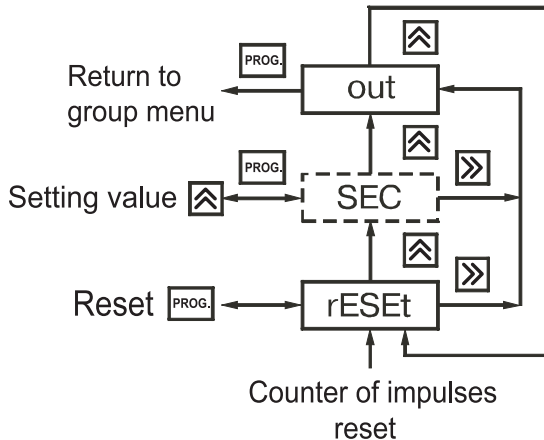 PROG.
Return to
group menu
out
PROG.
Setting value
SEC
Reset PROG.
rESEt
Counter of impulses
reset